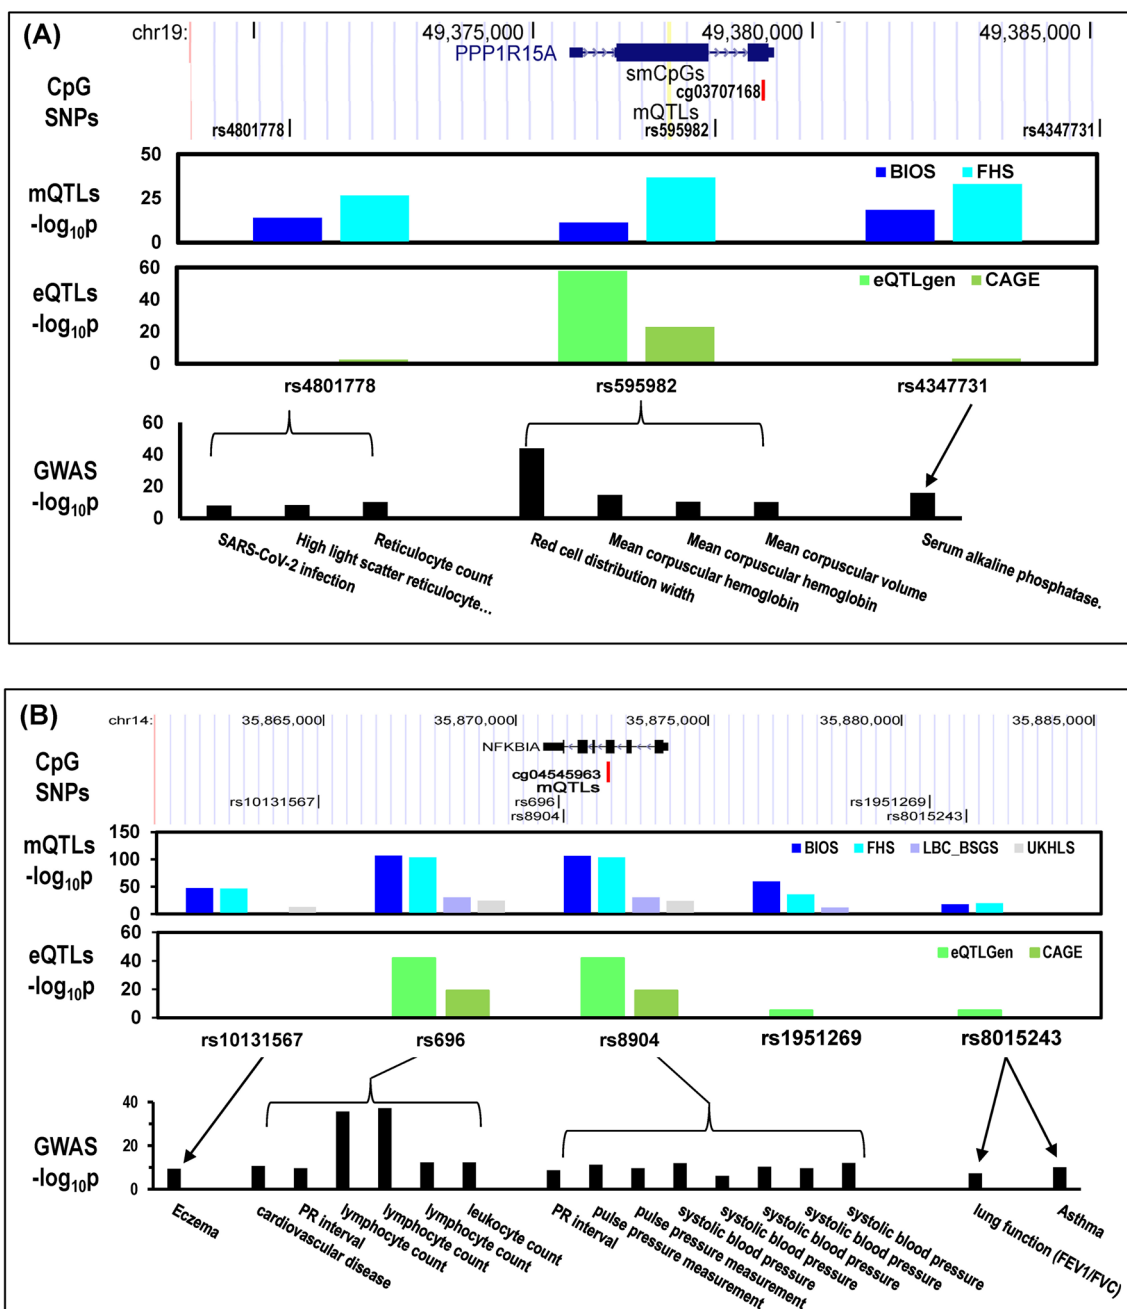 (A)
chr19: 49,375,000 49,380,000 49,385,000
PPP1R15A
CpG
SNPs
smCpGs
cg03707168
mQTLs
rs4801778 rs595982 rs4347731
mQTLs
-log10p
50
25
0
BIOS FHS
eQTLs
-log10p
60
40
20
0
eQTLgen CAGE
rs4801778 rs595982 rs4347731
GWAS
-log10p
60
40
20
0
SARS-CoV-2 infection
High light scatter reticulocyte...
Reticulocyte count
Red cell distribution width
Mean corpuscular hemoglobin
Mean corpuscular hemoglobin
Mean corpuscular volume
Serum alkaline phosphatase.
(B)
chr14: 35,865,000 35,870,000 35,875,000 35,880,000 35,885,000
NFKBIA
CpG
SNPs
cg04545963
mQTLs
rs10131567 rs696 rs1951269
rs8904 rs8015243
mQTLs
-log10p
150
100
50
0
BIOS FHS LBC_BSGS UKHLS
eQTLs
-log10p
60
40
20
0
eQTLGen CAGE
rs10131567 rs696 rs8904 rs1951269 rs8015243
GWAS
-log10p
40
20
0
Eczema
cardiovascular disease
PR interval
lymphocyte count
lymphocyte count
lymphocyte count
leukocyte count
PR interval
pulse pressure measurement
pulse pressure measurement
systolic blood pressure
systolic blood pressure
systolic blood pressure
systolic blood pressure
systolic blood pressure
lung function (FEV1/FVC)
Asthma